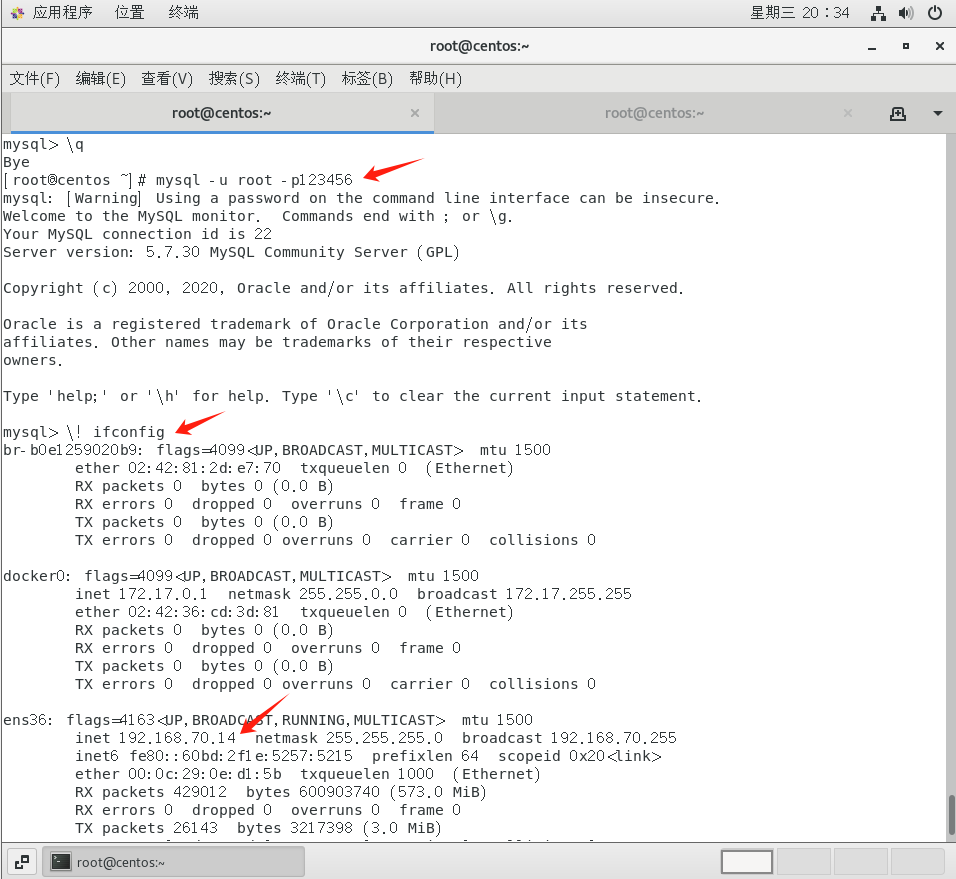 应用程序 位置 终端 星期三 20:34
root@centos:~
文件(F) 编辑(E) 查看(V) 搜索(S) 终端(T) 标签(B) 帮助(H)
root@centos:~ × root@centos:~ ×
mysql> \q
Bye
[root@centos ~]# mysql -u root -p123456
mysql: [Warning] Using a password on the command line interface can be insecure.
Welcome to the MySQL monitor.  Commands end with ; or \g.
Your MySQL connection id is 22
Server version: 5.7.30 MySQL Community Server (GPL)
Copyright (c) 2000, 2020, Oracle and/or its affiliates. All rights reserved.
Oracle is a registered trademark of Oracle Corporation and/or its
affiliates. Other names may be trademarks of their respective
owners.
Type 'help;' or '\h' for help. Type '\c' to clear the current input statement.
mysql> \! ifconfig
br-b0e1259020b9: flags=4099<UP,BROADCAST,MULTICAST>  mtu 1500
ether 02:42:81:2d:e7:70  txqueuelen 0  (Ethernet)
RX packets 0  bytes 0 (0.0 B)
RX errors 0  dropped 0  overruns 0  frame 0
TX packets 0  bytes 0 (0.0 B)
TX errors 0  dropped 0 overruns 0  carrier 0  collisions 0
docker0: flags=4099<UP,BROADCAST,MULTICAST>  mtu 1500
inet 172.17.0.1  netmask 255.255.0.0  broadcast 172.17.255.255
ether 02:42:36:cd:3d:81  txqueuelen 0  (Ethernet)
RX packets 0  bytes 0 (0.0 B)
RX errors 0  dropped 0  overruns 0  frame 0
TX packets 0  bytes 0 (0.0 B)
TX errors 0  dropped 0 overruns 0  carrier 0  collisions 0
ens36: flags=4163<UP,BROADCAST,RUNNING,MULTICAST>  mtu 1500
inet 192.168.70.14  netmask 255.255.255.0  broadcast 192.168.70.255
inet6 fe80::60bd:2f1e:5257:5215  prefixlen 64  scopeid 0x20<link>
ether 00:0c:29:0e:d1:5b  txqueuelen 1000  (Ethernet)
RX packets 429012  bytes 600903740 (573.0 MiB)
RX errors 0  dropped 0  overruns 0  frame 0
TX packets 26143  bytes 3217398 (3.0 MiB)
root@centos:~